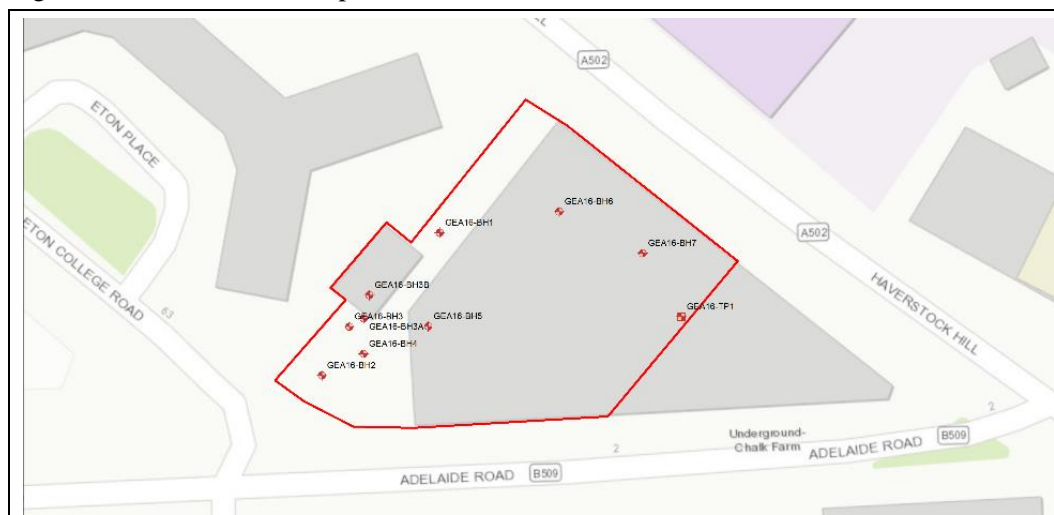 A502
ETON PLACE
GEA16-BH6
GEA16-BH1
A502
GEA16-BH7
ETON COLLEGE ROAD
HAVERSTOCK HILL
GEA16-BH3B
63
GEA16-BH3
GEA16-BH5
GEA16-TP1
GEA16-BH3A
GEA16-BH4
GEA16-BH2
2
Underground-
Chalk Farm
2
ADELAIDE ROAD
B509
ADELAIDE ROAD
B509